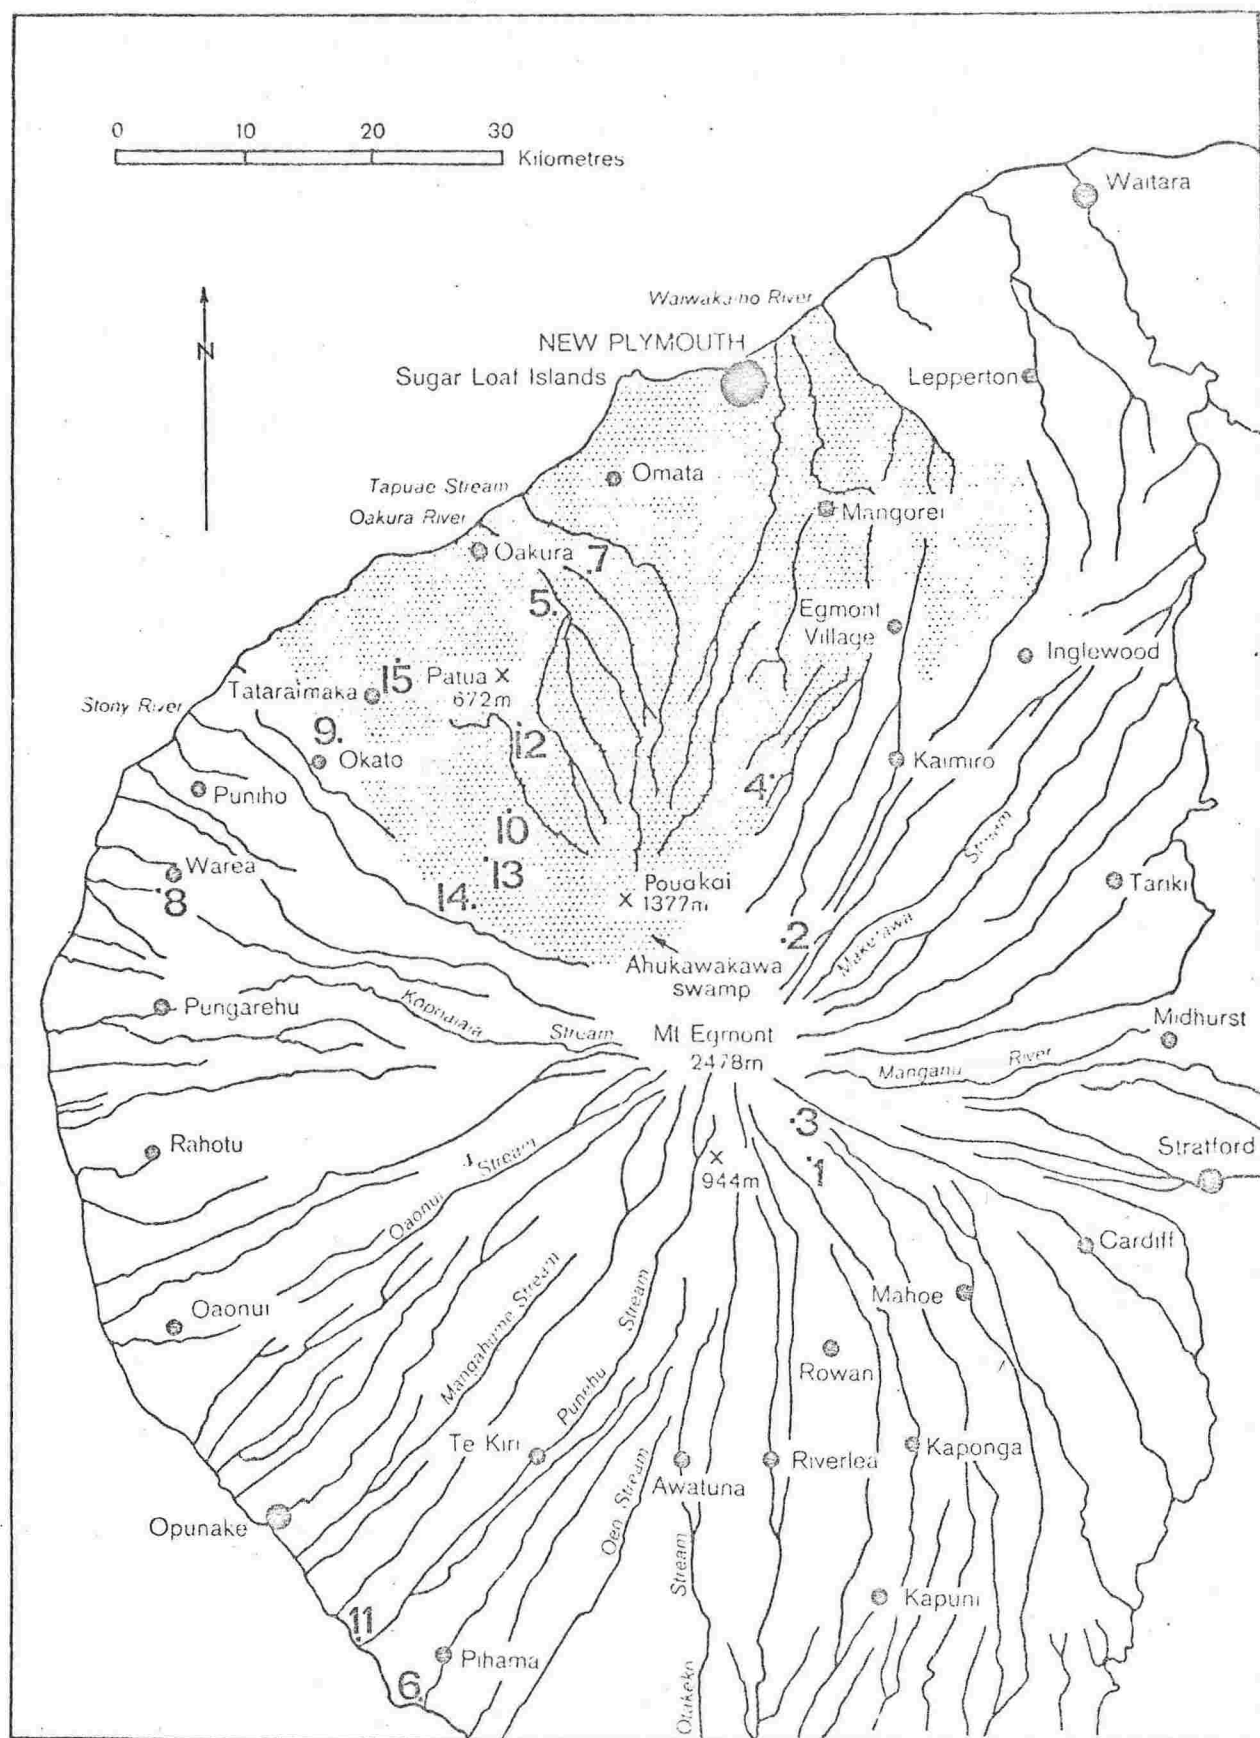 0 10 20 30
Kilometres
Waitara
N
Waiwakaiho River
NEW PLYMOUTH
Sugar Loaf Islands
Lepperton
Omata
Tapuae Stream
Oakura River
Mangorei
Oakura
7
5
Egmont
Village
Inglewood
15
Patua X
672m
Tataraimaka
Stony River
9
12
Okato
Kaimiro
4
Puniho
10
Stream
Warea
13
Pouakai
X 1377m
Tariki
8
14
2
Maketawa
Ahukawakawa
swamp
Pungarehu
Midhurst
Stream
Mt Egmont
2478m
River
Manganui
3
Rahotu
Stratford
Stream
X
944m
1
Oaonui
Cardiff
Mahoe
Oaonui
Stream
Mangahume Stream
Rowan
Punehu
Te Kiri
Kaponga
Riverlea
Awatuna
Oeo Stream
Opunake
Stream
Kapuni
11
Pihama
6